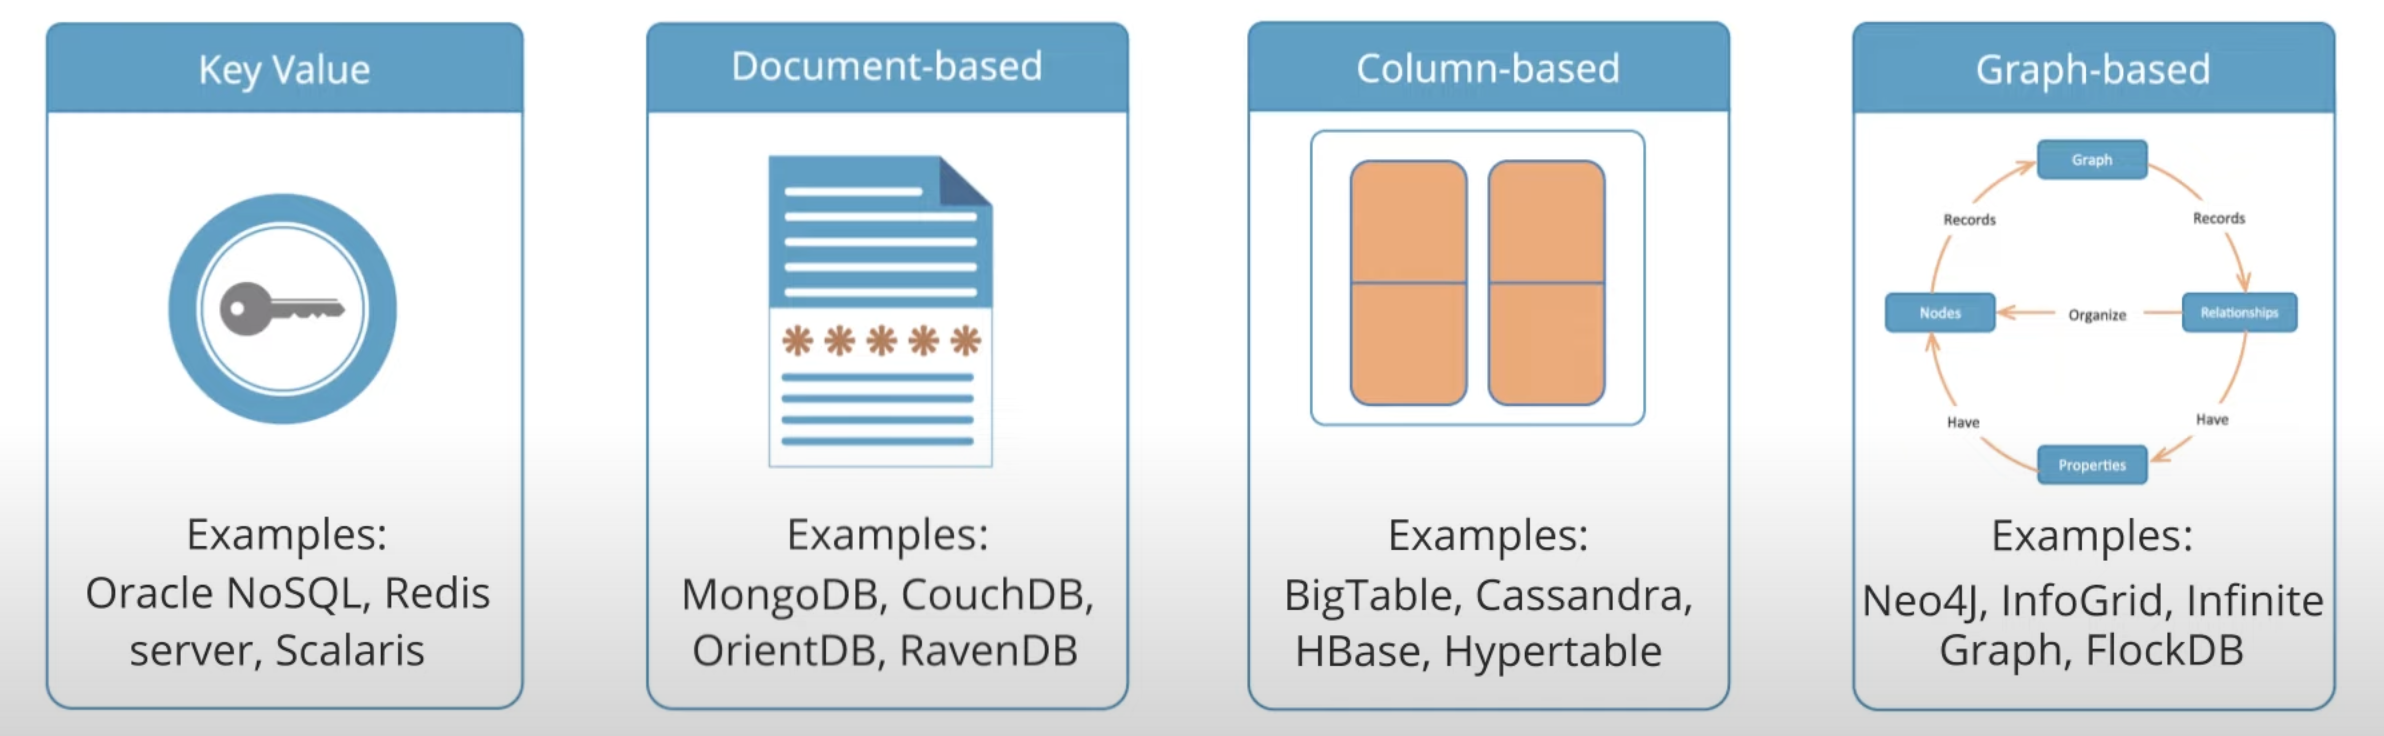 Key Value
Examples:
Oracle NoSQL, Redis
server, Scalaris
Document-based
Examples:
MongoDB, CouchDB,
OrientDB, RavenDB
Column-based
Examples:
BigTable, Cassandra,
HBase, Hypertable
Graph-based
Graph
Records
Records
Nodes
Organize
Relationships
Have
Have
Properties
Examples:
Neo4J, InfoGrid, Infinite
Graph, FlockDB